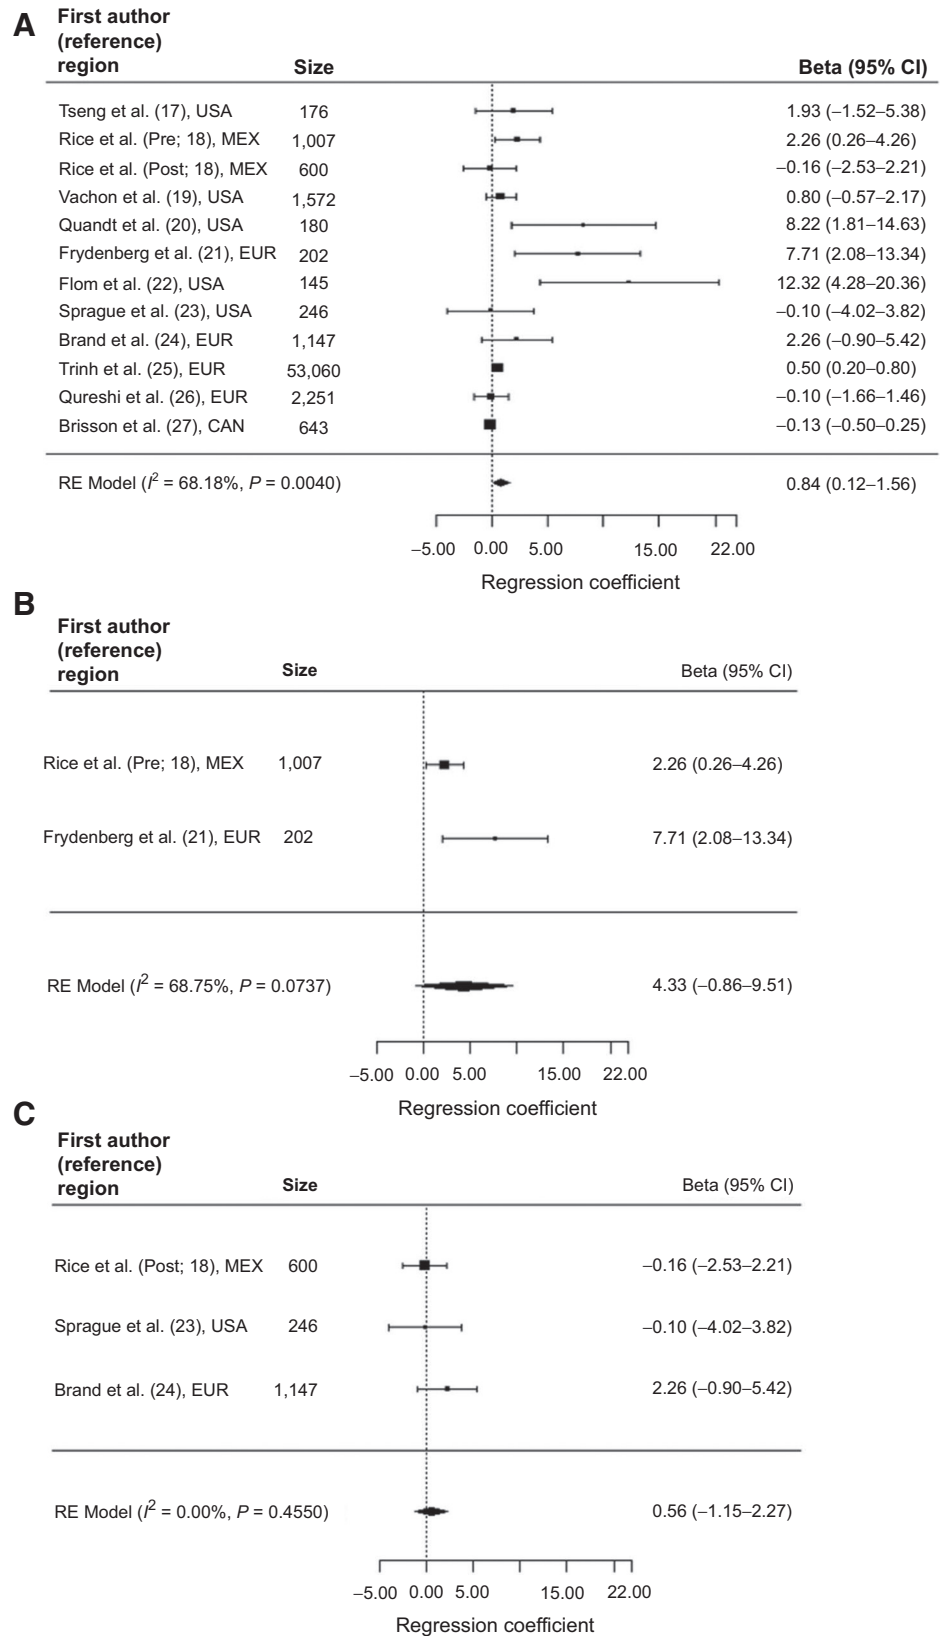 A
First author
(reference)
region Size Beta (95% CI)
Tseng et al. (17), USA 176 1.93 (−1.52–5.38)
Rice et al. (Pre; 18), MEX 1,007 2.26 (0.26–4.26)
Rice et al. (Post; 18), MEX 600 −0.16 (−2.53–2.21)
Vachon et al. (19), USA 1,572 0.80 (−0.57–2.17)
Quandt et al. (20), USA 180 8.22 (1.81–14.63)
Frydenberg et al. (21), EUR 202 7.71 (2.08–13.34)
Flom et al. (22), USA 145 12.32 (4.28–20.36)
Sprague et al. (23), USA 246 −0.10 (−4.02–3.82)
Brand et al. (24), EUR 1,147 2.26 (−0.90–5.42)
Trinh et al. (25), EUR 53,060 0.50 (0.20–0.80)
Qureshi et al. (26), EUR 2,251 −0.10 (−1.66–1.46)
Brisson et al. (27), CAN 643 −0.13 (−0.50–0.25)
RE Model (I² = 68.18%, P = 0.0040) 0.84 (0.12–1.56)
−5.00 0.00 5.00 15.00 22.00
Regression coefficient
B
First author
(reference)
region Size Beta (95% CI)
Rice et al. (Pre; 18), MEX 1,007 2.26 (0.26–4.26)
Frydenberg et al. (21), EUR 202 7.71 (2.08–13.34)
RE Model (I² = 68.75%, P = 0.0737) 4.33 (−0.86–9.51)
−5.00 0.00 5.00 15.00 22.00
Regression coefficient
C
First author
(reference)
region Size Beta (95% CI)
Rice et al. (Post; 18), MEX 600 −0.16 (−2.53–2.21)
Sprague et al. (23), USA 246 −0.10 (−4.02–3.82)
Brand et al. (24), EUR 1,147 2.26 (−0.90–5.42)
RE Model (I² = 0.00%, P = 0.4550) 0.56 (−1.15–2.27)
−5.00 0.00 5.00 15.00 22.00
Regression coefficient